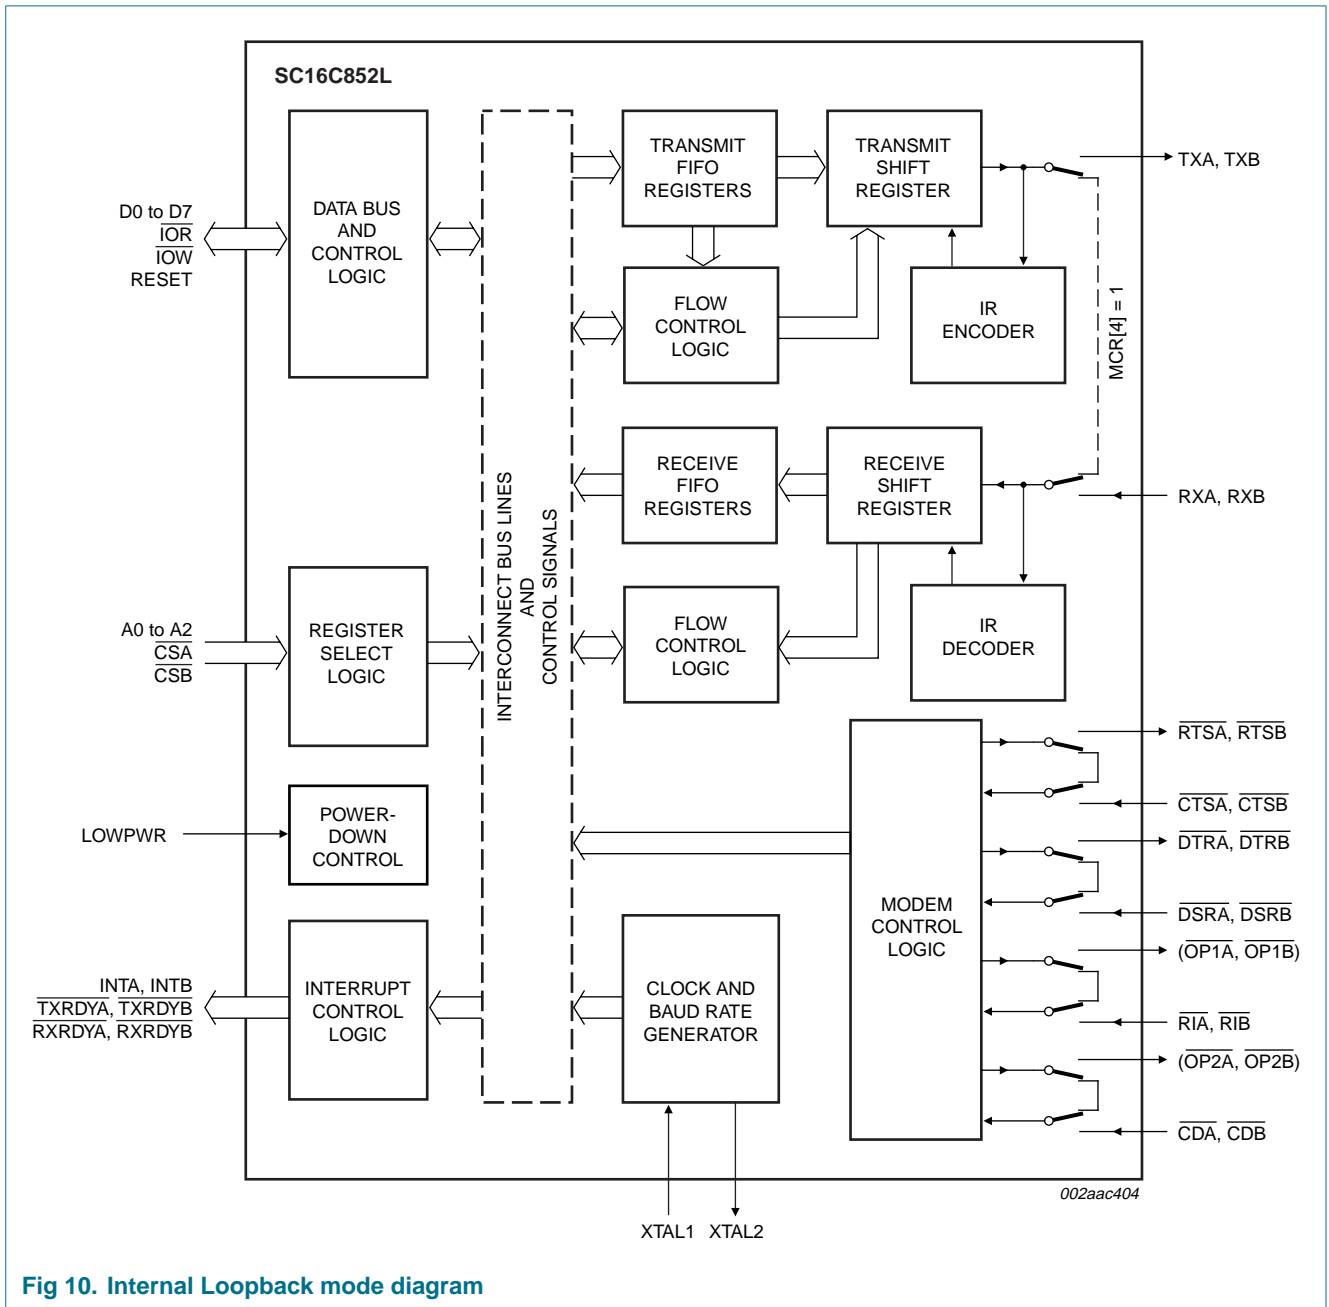 SC16C852L
D0 to D7
IOR
IOW
RESET
DATA BUS
AND
CONTROL
LOGIC
TRANSMIT
FIFO
REGISTERS
TRANSMIT
SHIFT
REGISTER
TXA, TXB
FLOW
CONTROL
LOGIC
IR
ENCODER
MCR[4] = 1
RECEIVE
FIFO
REGISTERS
RECEIVE
SHIFT
REGISTER
RXA, RXB
INTERCONNECT BUS LINES
AND
CONTROL SIGNALS
A0 to A2
CSA
CSB
REGISTER
SELECT
LOGIC
FLOW
CONTROL
LOGIC
IR
DECODER
LOWPWR
POWER-
DOWN
CONTROL
MODEM
CONTROL
LOGIC
RTSA, RTSB
CTSA, CTSB
DTRA, DTRB
DSRA, DSRB
(OP1A, OP1B)
RIA, RIB
(OP2A, OP2B)
CDA, CDB
INTA, INTB
TXRDYA, TXRDYB
RXRDYA, RXRDYB
INTERRUPT
CONTROL
LOGIC
CLOCK AND
BAUD RATE
GENERATOR
XTAL1 XTAL2
002aac404
Fig 10. Internal Loopback mode diagram